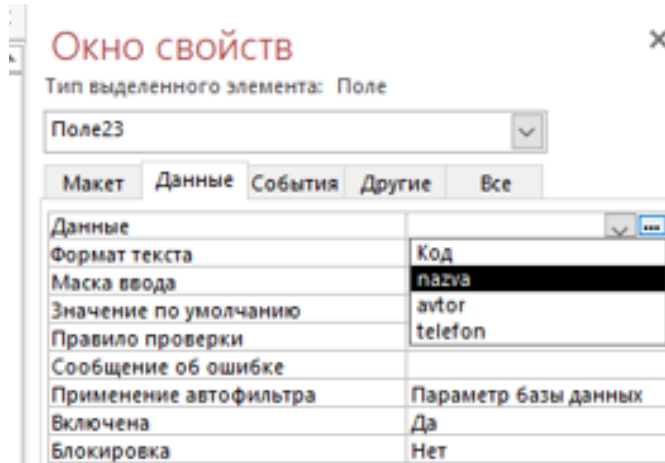 Окно свойств
Тип выделенного элемента: Поле
Поле23
Макет Данные События Другие Все
Данные
Формат текста Код
Маска ввода nazva
Значение по умолчанию avtor
Правило проверки telefon
Сообщение об ошибке
Применение автофильтра Параметр базы данных
Включена Да
Блокировка Нет